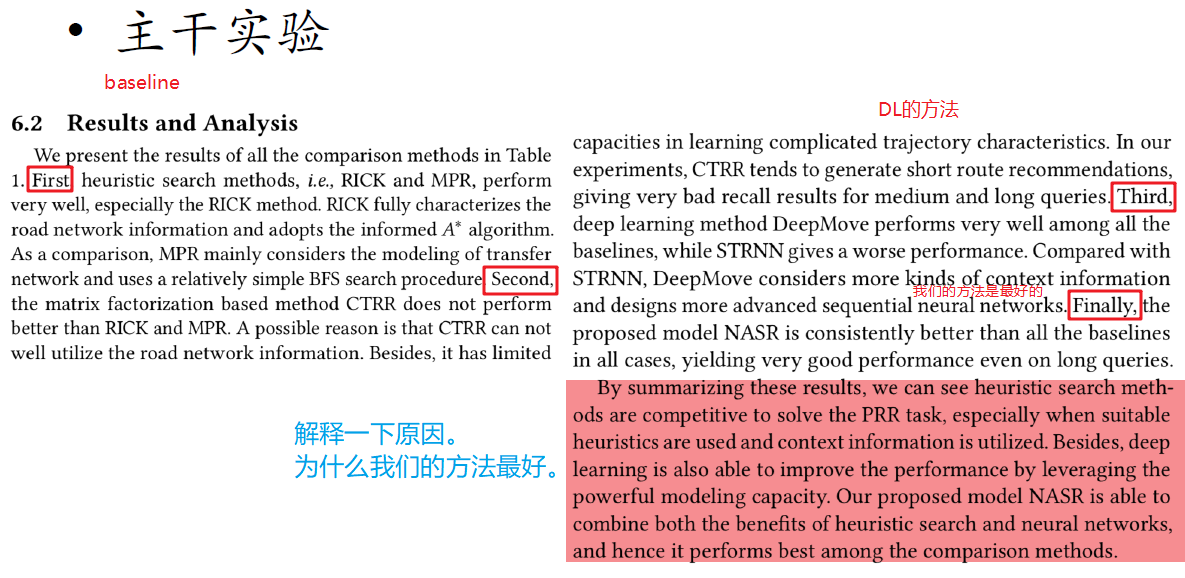 • 主干实验
baseline
6.2 Results and Analysis
We present the results of all the comparison methods in Table
1. First, heuristic search methods, i.e., RICK and MPR, perform
very well, especially the RICK method. RICK fully characterizes the
road network information and adopts the informed A* algorithm.
As a comparison, MPR mainly considers the modeling of transfer
network and uses a relatively simple BFS search procedure. Second,
the matrix factorization based method CTRR does not perform
better than RICK and MPR. A possible reason is that CTRR can not
well utilize the road network information. Besides, it has limited
解释一下原因。
为什么我们的方法最好。
DL的方法
capacities in learning complicated trajectory characteristics. In our
experiments, CTRR tends to generate short route recommendations,
giving very bad recall results for medium and long queries. Third,
deep learning method DeepMove performs very well among all the
baselines, while STRNN gives a worse performance. Compared with
STRNN, DeepMove considers more kinds of context information
我们的方法是最好的
and designs more advanced sequential neural networks. Finally, the
proposed model NASR is consistently better than all the baselines
in all cases, yielding very good performance even on long queries.
By summarizing these results, we can see heuristic search meth-
ods are competitive to solve the PRR task, especially when suitable
heuristics are used and context information is utilized. Besides, deep
learning is also able to improve the performance by leveraging the
powerful modeling capacity. Our proposed model NASR is able to
combine both the benefits of heuristic search and neural networks,
and hence it performs best among the comparison methods.